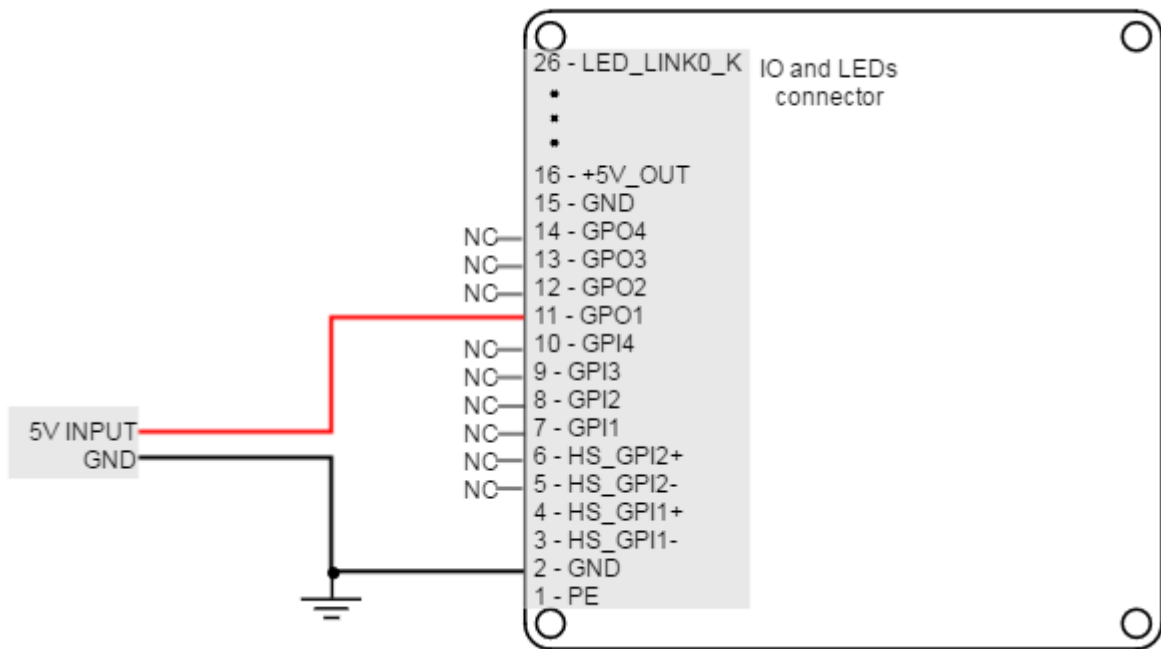 26 - LED_LINK0_K
IO and LEDs
connector
16 - +5V_OUT
15 - GND
NC 14 - GPO4
NC 13 - GPO3
NC 12 - GPO2
11 - GPO1
NC 10 - GPI4
NC 9 - GPI3
NC 8 - GPI2
NC 7 - GPI1
NC 6 - HS_GPI2+
NC 5 - HS_GPI2-
4 - HS_GPI1+
3 - HS_GPI1-
2 - GND
1 - PE
5V INPUT
GND